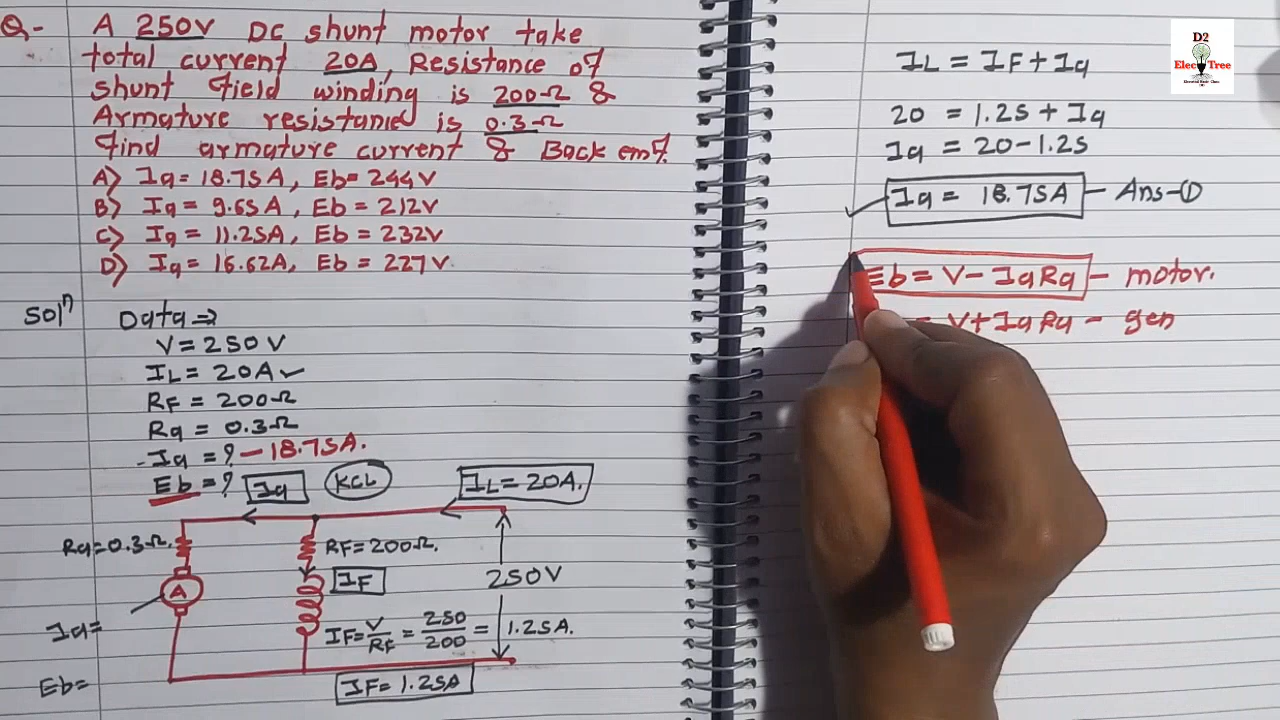 Q- A 250V DC shunt motor take
total current 20A, Resistance of
shunt field winding is 200Ω &
Armature resistance is 0.3Ω
find armature current & Back emf.
A) Ia = 18.75A, Eb = 244V
B) Ia = 9.65A, Eb = 212V
C) Ia = 11.25A, Eb = 232V
D) Ia = 16.62A, Eb = 227V.
Solⁿ Data ⇒
V = 250V
IL = 20A ✓
RF = 200Ω
Ra = 0.3Ω
- Ia = ? - 18.75A.
Eb = ?
Ia
KCL
IL = 20A.
Ra = 0.3Ω.
RF = 200Ω.
IF
250V
A
Ia =
IF = V/RF = 250/200 = 1.25A.
Eb =
IF = 1.25A
IL = IF + Ia
20 = 1.25 + Ia
Ia = 20 - 1.25
Ia = 18.75A - Ans-①
Eb = V - IaRa - motor.
= V + IaRa - gen
D2
Elec Tree